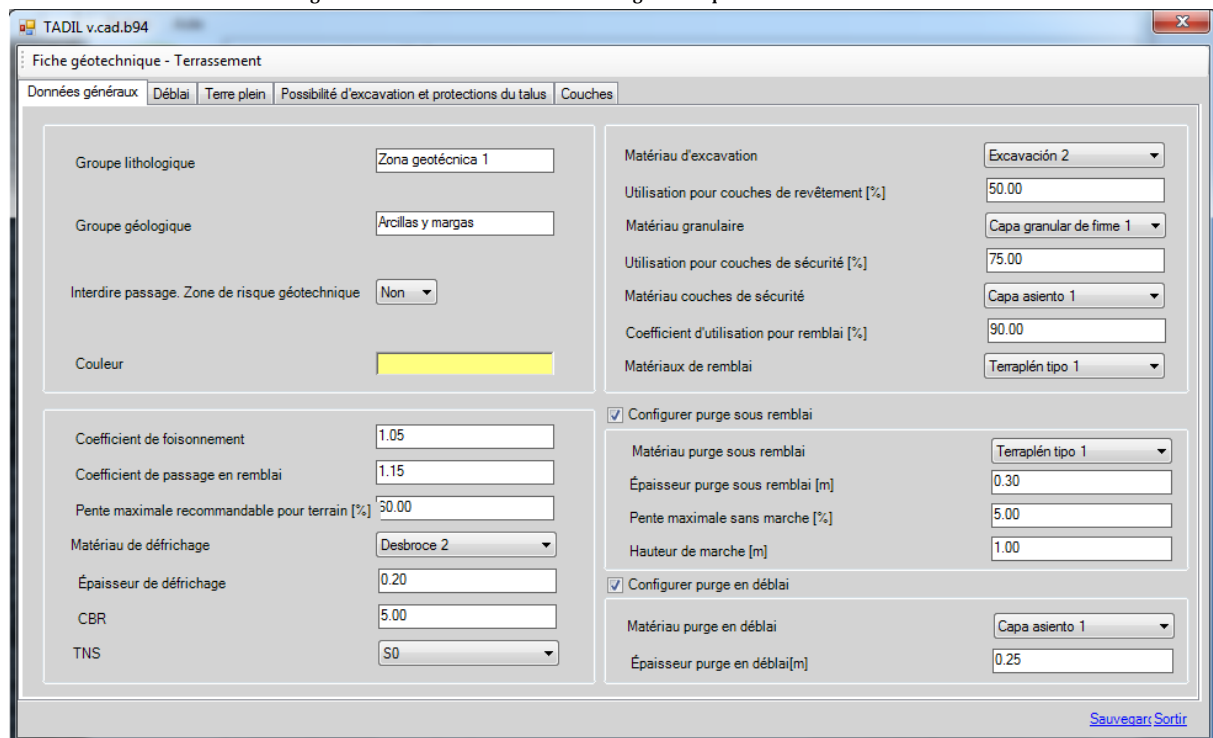 TADIL v.cad.b94
Fiche géotechnique - Terrassement
Données généraux Déblai Terre plein Possibilité d'excavation et protections du talus Couches
Groupe lithologique Zona geotécnica 1
Groupe géologique Arcillas y margas
Interdire passage. Zone de risque géotechnique Non
Couleur
Coefficient de foisonnement 1.05
Coefficient de passage en remblai 1.15
Pente maximale recommandable pour terrain [%] 60.00
Matériau de défrichage Desbroce 2
Épaisseur de défrichage 0.20
CBR 5.00
TNS S0
Matériau d'excavation Excavación 2
Utilisation pour couches de revêtement [%] 50.00
Matériau granulaire Capa granular de firme 1
Utilisation pour couches de sécurité [%] 75.00
Matériau couches de sécurité Capa asiento 1
Coefficient d'utilisation pour remblai [%] 90.00
Matériaux de remblai Terraplén tipo 1
Configurer purge sous remblai
Matériau purge sous remblai Terraplén tipo 1
Épaisseur purge sous remblai [m] 0.30
Pente maximale sans marche [%] 5.00
Hauteur de marche [m] 1.00
Configurer purge en déblai
Matériau purge en déblai Capa asiento 1
Épaisseur purge en déblai[m] 0.25
Sauvegar Sortir